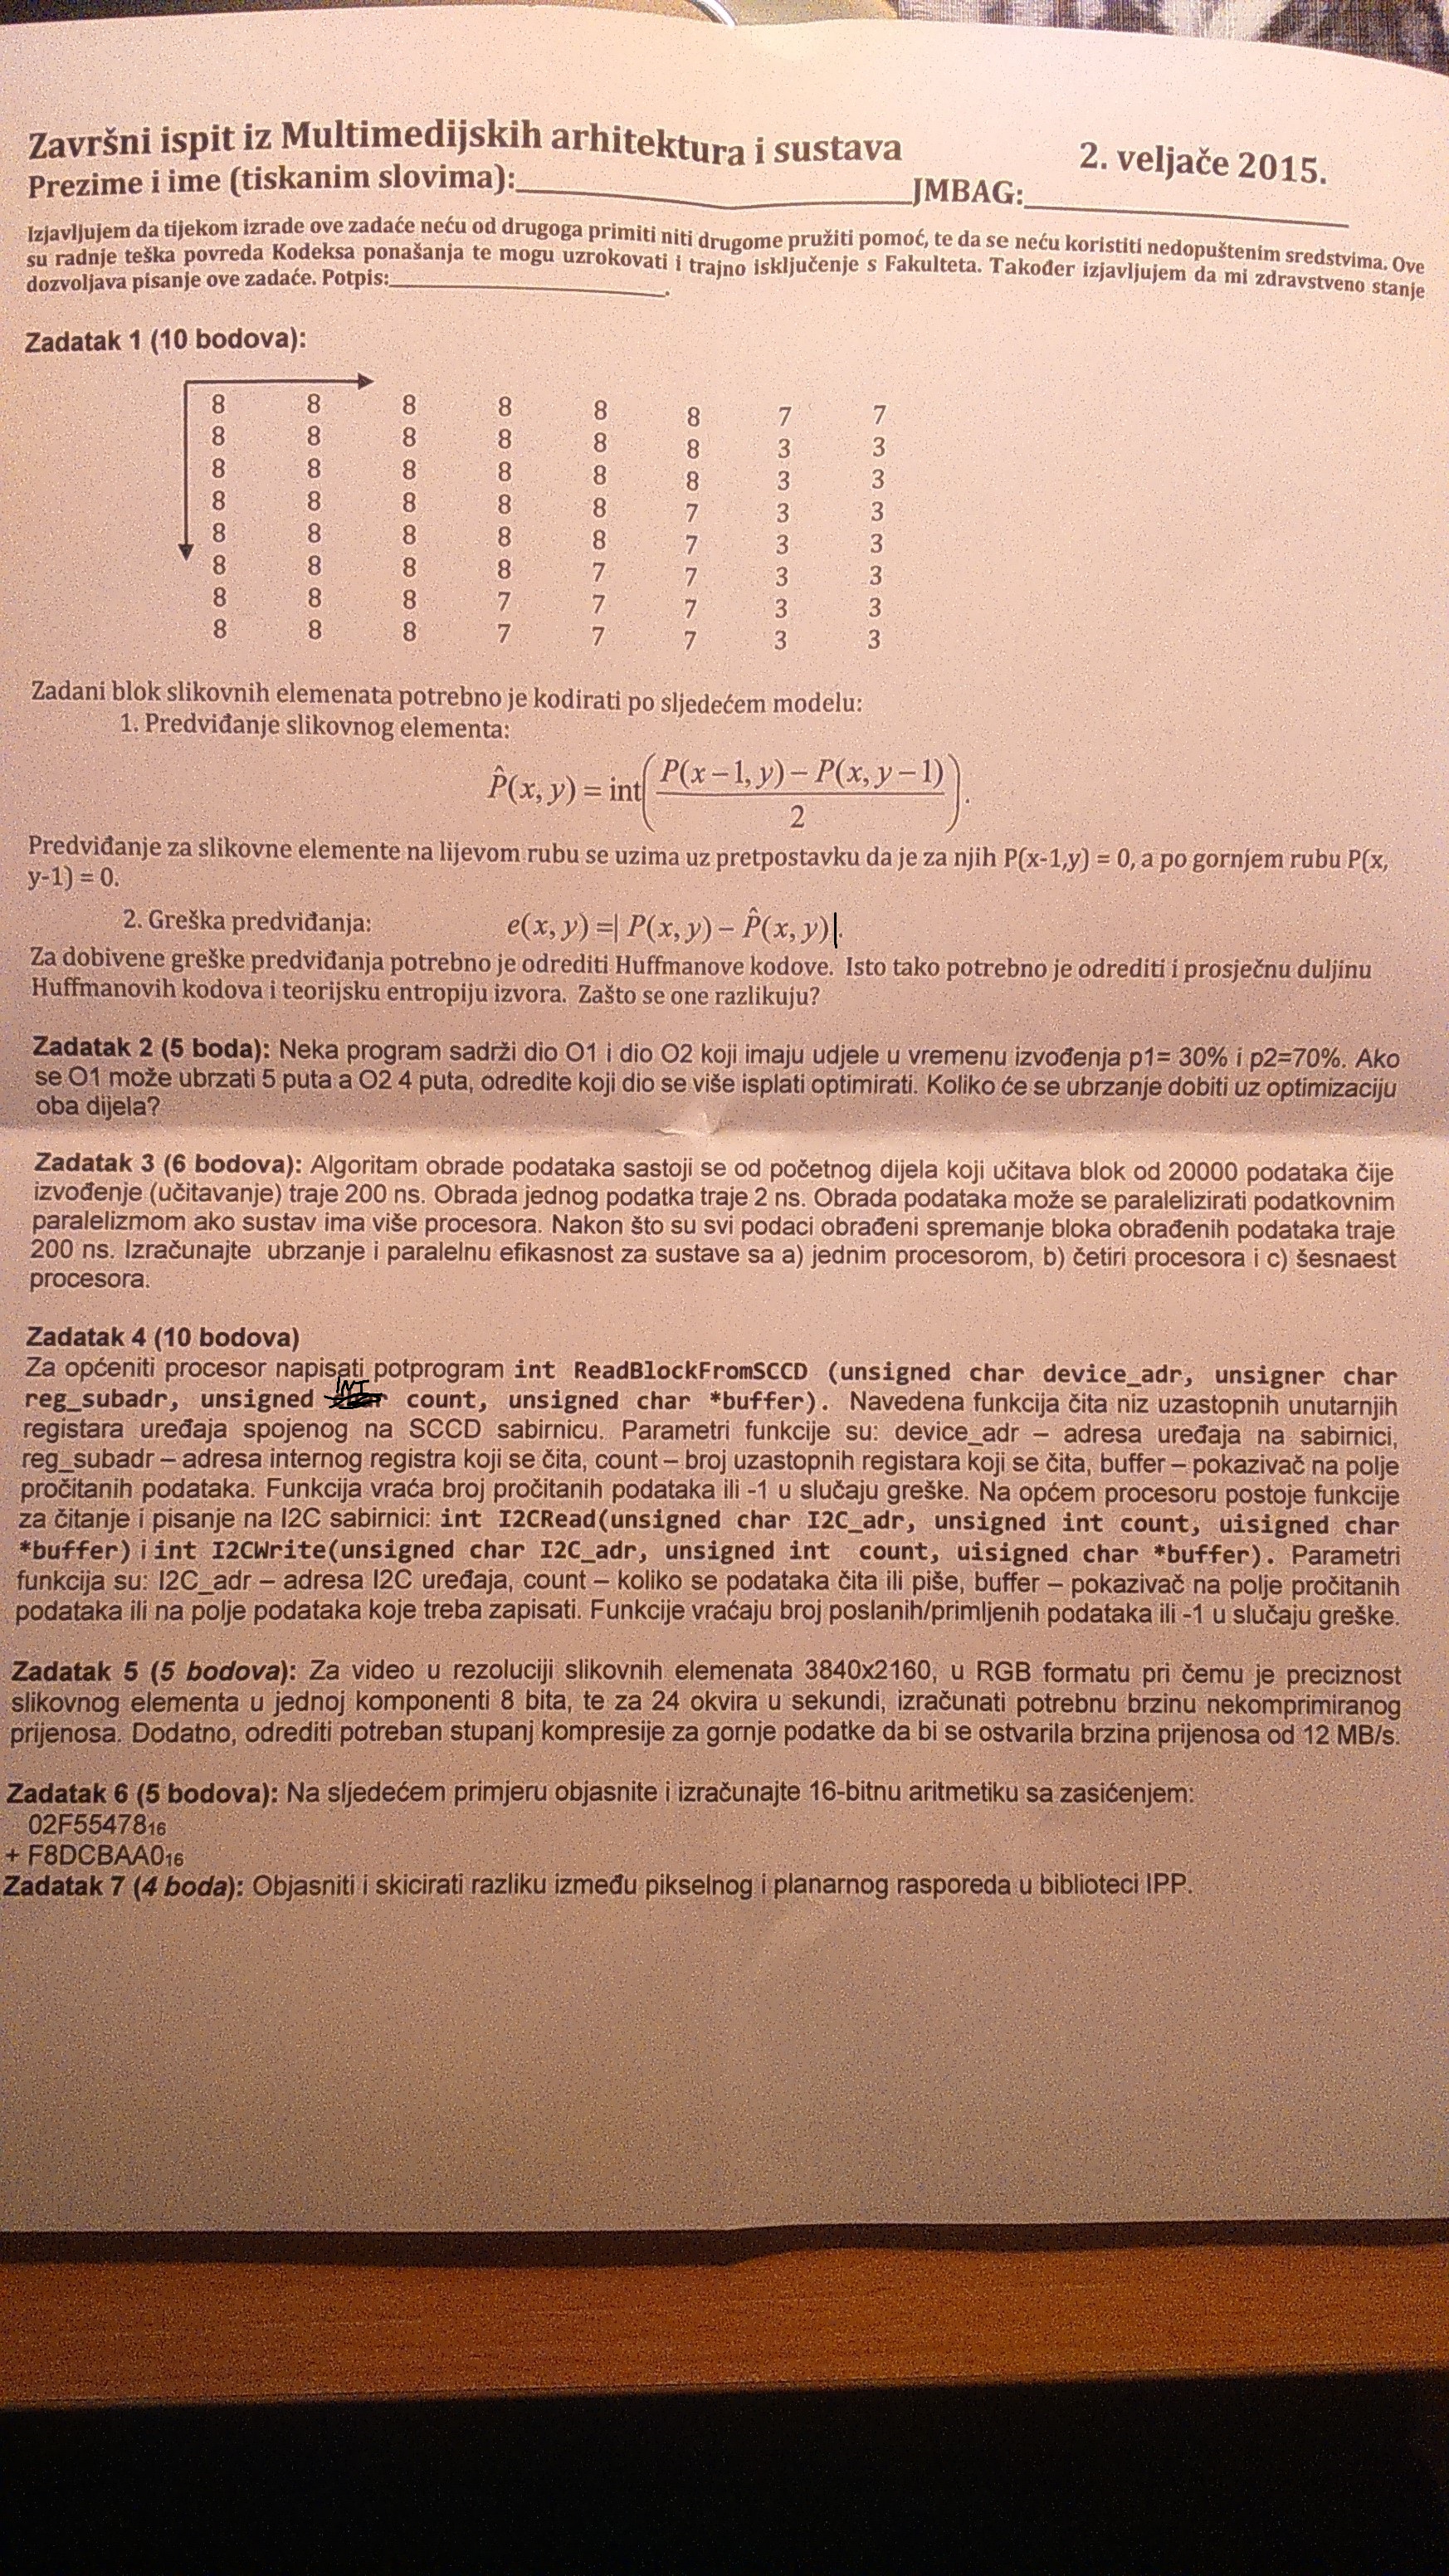 Završni ispit iz Multimedijskih arhitektura i sustava 2. veljače 2015.
Prezime i ime (tiskanim slovima):____________________JMBAG:____________________
Izjavljujem da tijekom izrade ove zadaće neću od drugoga primiti niti drugome pružiti pomoć, te da se neću koristiti nedopuštenim sredstvima. Ove
su radnje teška povreda Kodeksa ponašanja te mogu uzrokovati i trajno isključenje s Fakulteta. Također izjavljujem da mi zdravstveno stanje
dozvoljava pisanje ove zadaće. Potpis:____________________.
Zadatak 1 (10 bodova):
8 8 8 8 8 8 7 7
8 8 8 8 8 8 3 3
8 8 8 8 8 8 3 3
8 8 8 8 8 7 3 3
8 8 8 8 8 7 3 3
8 8 8 8 7 7 3 3
8 8 8 7 7 7 3 3
8 8 8 7 7 7 3 3
Zadani blok slikovnih elemenata potrebno je kodirati po sljedećem modelu:
1. Predviđanje slikovnog elementa:
P̂(x, y) = int( (P(x−1, y) − P(x, y−1)) / 2 ).
Predviđanje za slikovne elemente na lijevom rubu se uzima uz pretpostavku da je za njih P(x-1,y) = 0, a po gornjem rubu P(x,
y-1) = 0.
2. Greška predviđanja: e(x, y) =| P(x, y) − P̂(x, y)|.
Za dobivene greške predviđanja potrebno je odrediti Huffmanove kodove. Isto tako potrebno je odrediti i prosječnu duljinu
Huffmanovih kodova i teorijsku entropiju izvora. Zašto se one razlikuju?
Zadatak 2 (5 boda): Neka program sadrži dio O1 i dio O2 koji imaju udjele u vremenu izvođenja p1= 30% i p2=70%. Ako
se O1 može ubrzati 5 puta a O2 4 puta, odredite koji dio se više isplati optimirati. Koliko će se ubrzanje dobiti uz optimizaciju
oba dijela?
Zadatak 3 (6 bodova): Algoritam obrade podataka sastoji se od početnog dijela koji učitava blok od 20000 podataka čije
izvođenje (učitavanje) traje 200 ns. Obrada jednog podatka traje 2 ns. Obrada podataka može se paralelizirati podatkovnim
paralelizmom ako sustav ima više procesora. Nakon što su svi podaci obrađeni spremanje bloka obrađenih podataka traje
200 ns. Izračunajte ubrzanje i paralelnu efikasnost za sustave sa a) jednim procesorom, b) četiri procesora i c) šesnaest
procesora.
Zadatak 4 (10 bodova)
Za općeniti procesor napisati potprogram int ReadBlockFromSCCD (unsigned char device_adr, unsigner char
reg_subadr, unsigned INT count, unsigned char *buffer). Navedena funkcija čita niz uzastopnih unutarnjih
registara uređaja spojenog na SCCD sabirnicu. Parametri funkcije su: device_adr – adresa uređaja na sabirnici,
reg_subadr – adresa internog registra koji se čita, count – broj uzastopnih registara koji se čita, buffer – pokazivač na polje
pročitanih podataka. Funkcija vraća broj pročitanih podataka ili -1 u slučaju greške. Na općem procesoru postoje funkcije
za čitanje i pisanje na I2C sabirnici: int I2CRead(unsigned char I2C_adr, unsigned int count, uisigned char
*buffer) i int I2CWrite(unsigned char I2C_adr, unsigned int count, uisigned char *buffer). Parametri
funkcija su: I2C_adr – adresa I2C uređaja, count – koliko se podataka čita ili piše, buffer – pokazivač na polje pročitanih
podataka ili na polje podataka koje treba zapisati. Funkcije vraćaju broj poslanih/primljenih podataka ili -1 u slučaju greške.
Zadatak 5 (5 bodova): Za video u rezoluciji slikovnih elemenata 3840x2160, u RGB formatu pri čemu je preciznost
slikovnog elementa u jednoj komponenti 8 bita, te za 24 okvira u sekundi, izračunati potrebnu brzinu nekomprimiranog
prijenosa. Dodatno, odrediti potreban stupanj kompresije za gornje podatke da bi se ostvarila brzina prijenosa od 12 MB/s.
Zadatak 6 (5 bodova): Na sljedećem primjeru objasnite i izračunajte 16-bitnu aritmetiku sa zasićenjem:
02F55478₁₆
+ F8DCBAA0₁₆
Zadatak 7 (4 boda): Objasniti i skicirati razliku između pikselnog i planarnog rasporeda u biblioteci IPP.